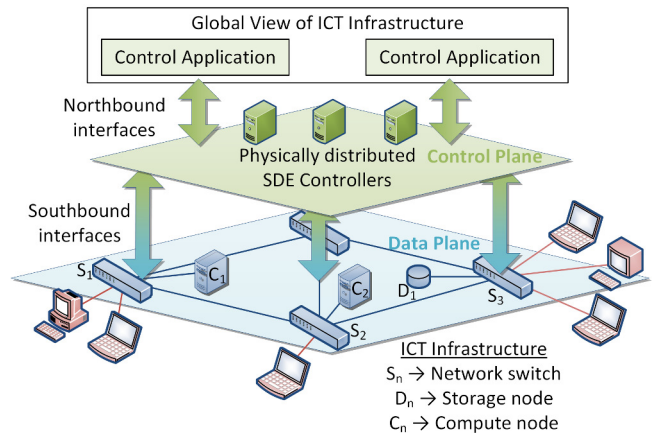 Global View of ICT Infrastructure
Control Application
Control Application
Northbound
interfaces
Physically distributed
SDE Controllers
Control Plane
Southbound
interfaces
Data Plane
S1
C1
C2
D1
S3
S2
ICT Infrastructure
Sn → Network switch
Dn → Storage node
Cn → Compute node